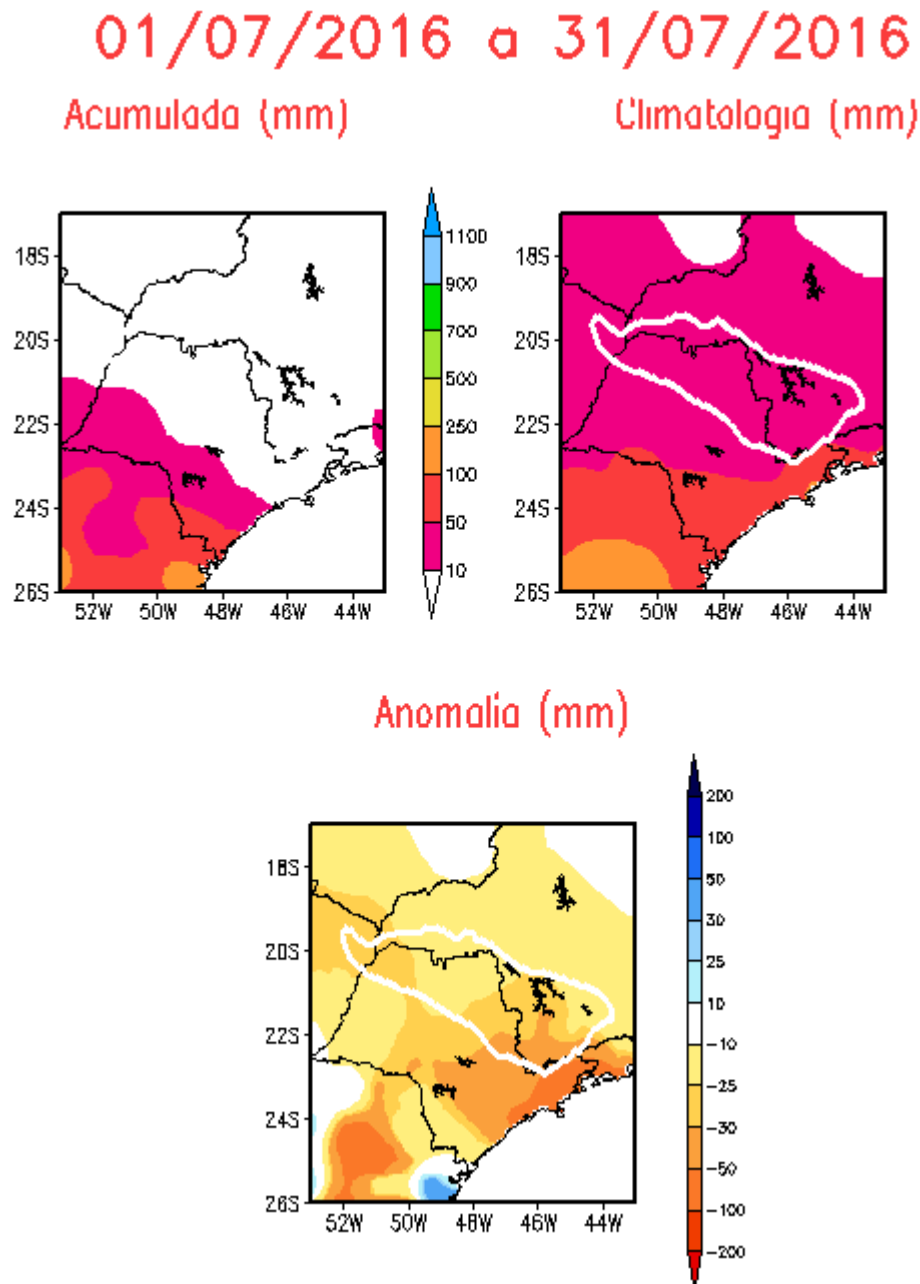 01/07/2016 a 31/07/2016
Acumulada (mm)
Climatologia (mm)
18S
20S
22S
24S
26S
52W 50W 48W 46W 44W
1100
900
700
500
250
100
50
10
18S
20S
22S
24S
26S
52W 50W 48W 46W 44W
Anomalia (mm)
18S
20S
22S
24S
26S
52W 50W 48W 46W 44W
200
100
50
30
25
10
-10
-25
-30
-50
-100
-200